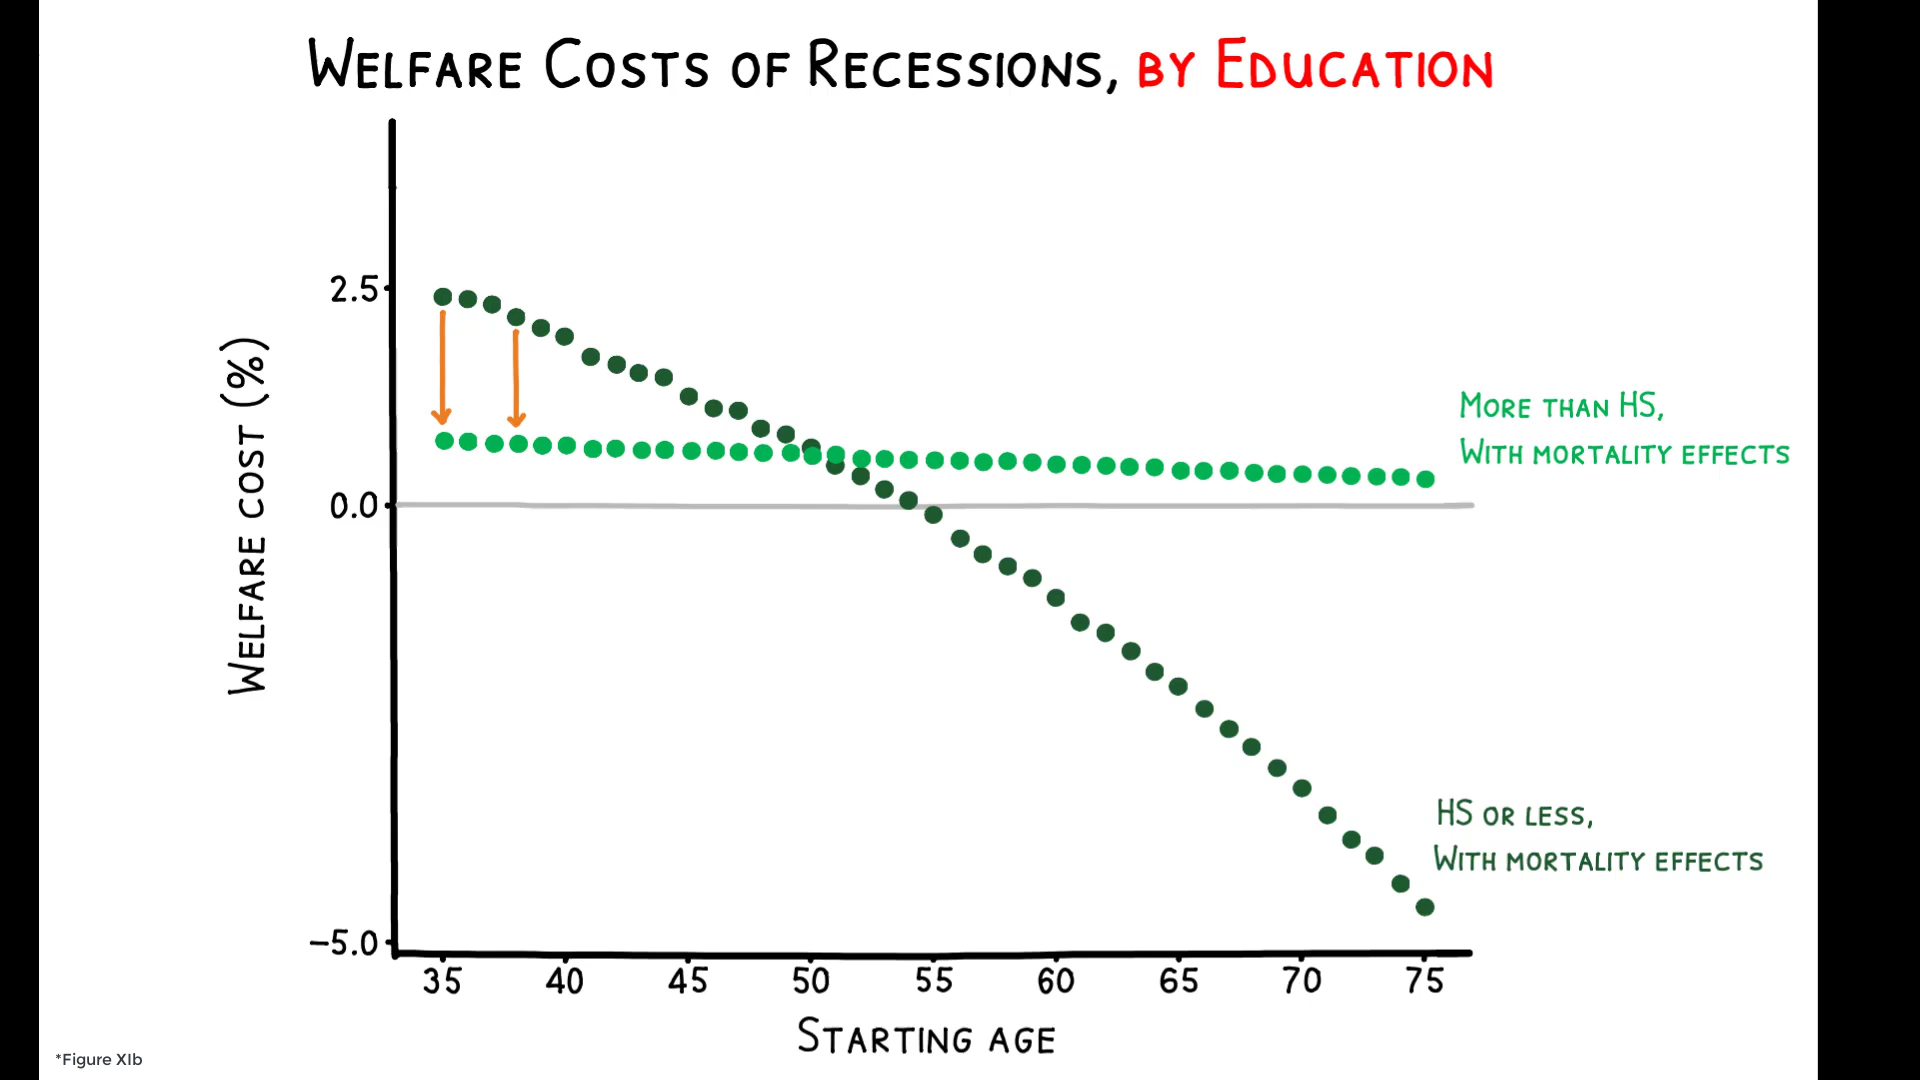 WELFARE COSTS OF RECESSIONS, BY EDUCATION
WELFARE COST (%)
2.5
0.0
-5.0
MORE THAN HS,
WITH MORTALITY EFFECTS
HS OR LESS,
WITH MORTALITY EFFECTS
35 40 45 50 55 60 65 70 75
STARTING AGE
*Figure XIb